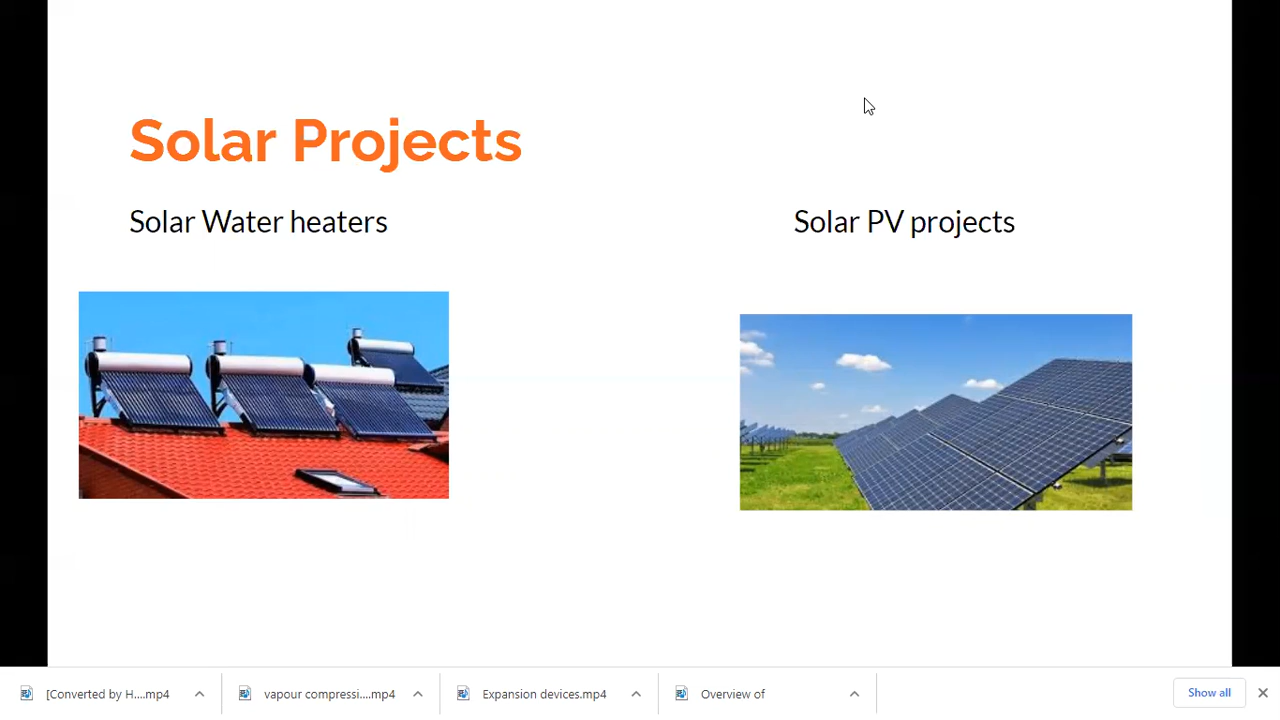 Solar Projects
Solar Water heaters
Solar PV projects
[Converted by H....mp4
vapour compressi....mp4
Expansion devices.mp4
Overview of
Show all